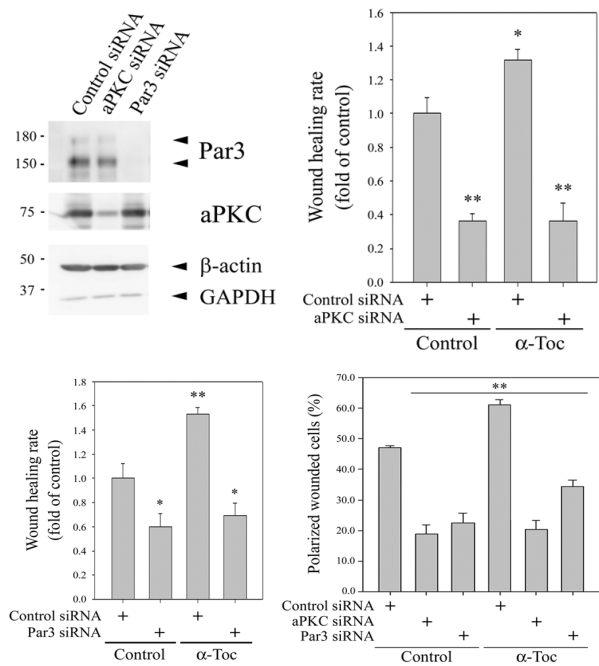 Control siRNA
aPKC siRNA
Par3 siRNA
180 -
150 -
Par3
75 -
aPKC
50 -
β-actin
37 -
GAPDH
Wound healing rate
(fold of control)
1.6
1.4
1.2
1.0
0.8
0.6
0.4
0.2
0.0
*
**
**
Control siRNA + +
aPKC siRNA + +
Control α-Toc
Wound healing rate
(fold of control)
1.8
1.6
1.4
1.2
1.0
0.8
0.6
0.4
0.2
0.0
**
*
*
Control siRNA + +
Par3 siRNA + +
Control α-Toc
Polarized wounded cells (%)
70.0
60.0
50.0
40.0
30.0
20.0
10.0
0.0
**
Control siRNA + +
aPKC siRNA + +
Par3 siRNA + +
Control α-Toc